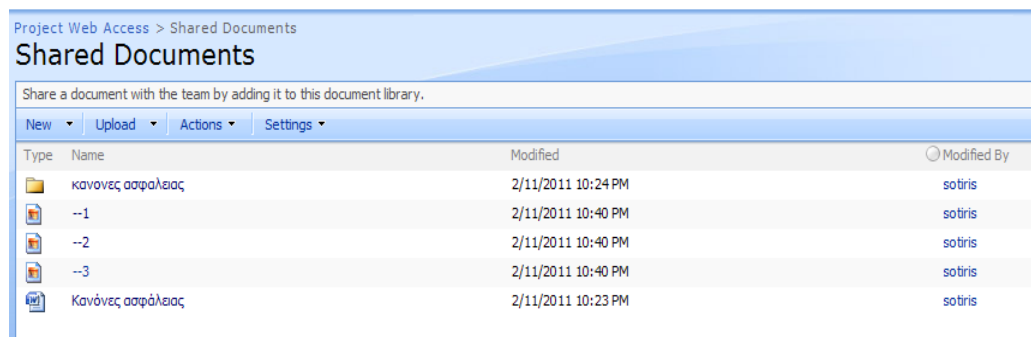 Project Web Access > Shared Documents
Shared Documents
Share a document with the team by adding it to this document library.
New Upload Actions Settings
Type Name Modified Modified By
κανονες ασφαλειας 2/11/2011 10:24 PM sotiris
--1 2/11/2011 10:40 PM sotiris
--2 2/11/2011 10:40 PM sotiris
--3 2/11/2011 10:40 PM sotiris
Κανόνες ασφάλειας 2/11/2011 10:23 PM sotiris